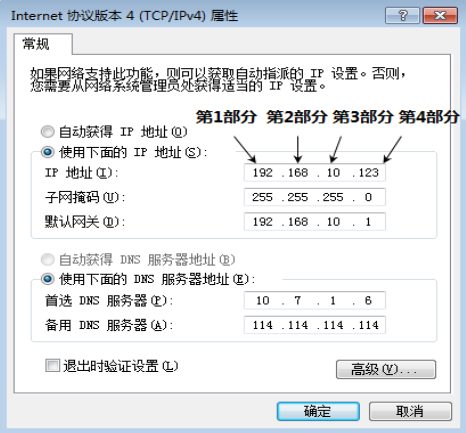 Internet 协议版本 4 (TCP/IPv4) 属性
常规
如果网络支持此功能，则可以获取自动指派的 IP 设置。否则，
您需要从网络系统管理员处获得适当的 IP 设置。
第1部分 第2部分 第3部分 第4部分
自动获得 IP 地址(O)
使用下面的 IP 地址(S):
IP 地址(I): 192 .168 . 10 .123
子网掩码(U): 255 .255 .255 . 0
默认网关(D): 192 .168 . 10 . 1
自动获得 DNS 服务器地址(B)
使用下面的 DNS 服务器地址(E):
首选 DNS 服务器(P): 10 . 7 . 1 . 6
备用 DNS 服务器(A): 114 .114 .114 .114
退出时验证设置(L)
高级(V)...
确定 取消